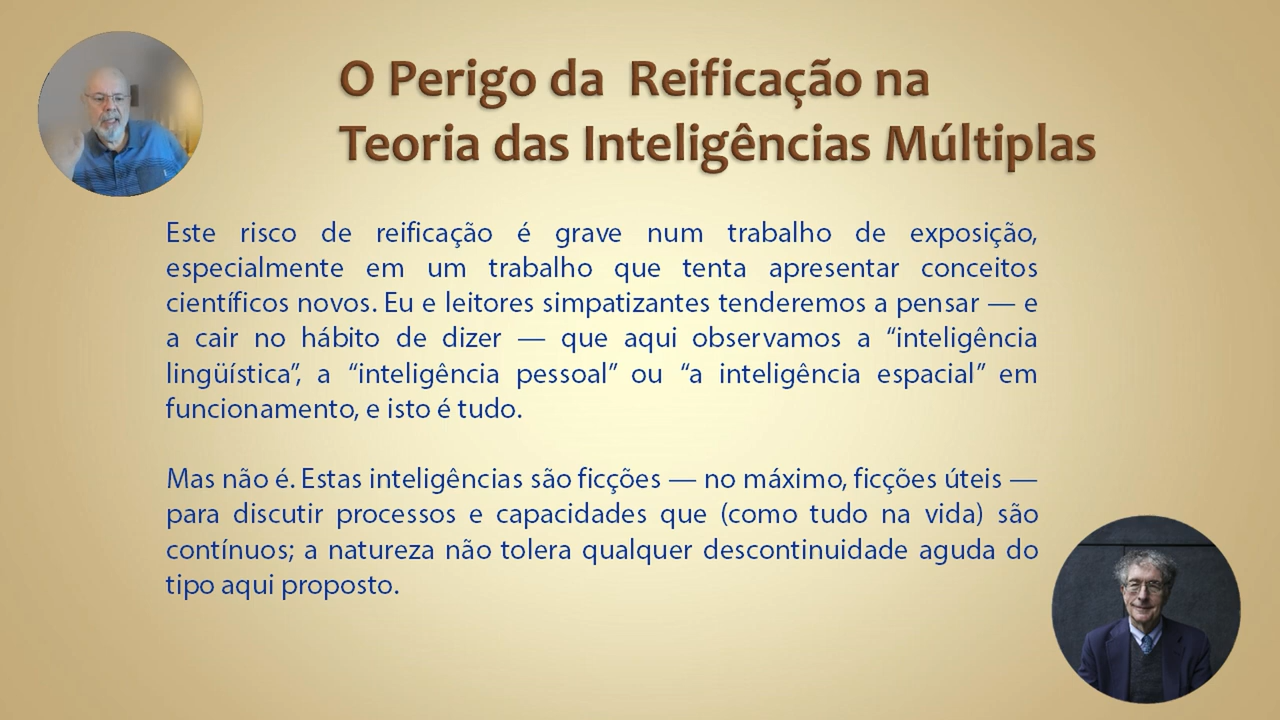 O Perigo da Reificação na
Teoria das Inteligências Múltiplas
Este risco de reificação é grave num trabalho de exposição,
especialmente em um trabalho que tenta apresentar conceitos
científicos novos. Eu e leitores simpatizantes tenderemos a pensar — e
a cair no hábito de dizer — que aqui observamos a “inteligência
lingüística”, a “inteligência pessoal” ou “a inteligência espacial” em
funcionamento, e isto é tudo.
Mas não é. Estas inteligências são ficções — no máximo, ficções úteis —
para discutir processos e capacidades que (como tudo na vida) são
contínuos; a natureza não tolera qualquer descontinuidade aguda do
tipo aqui proposto.